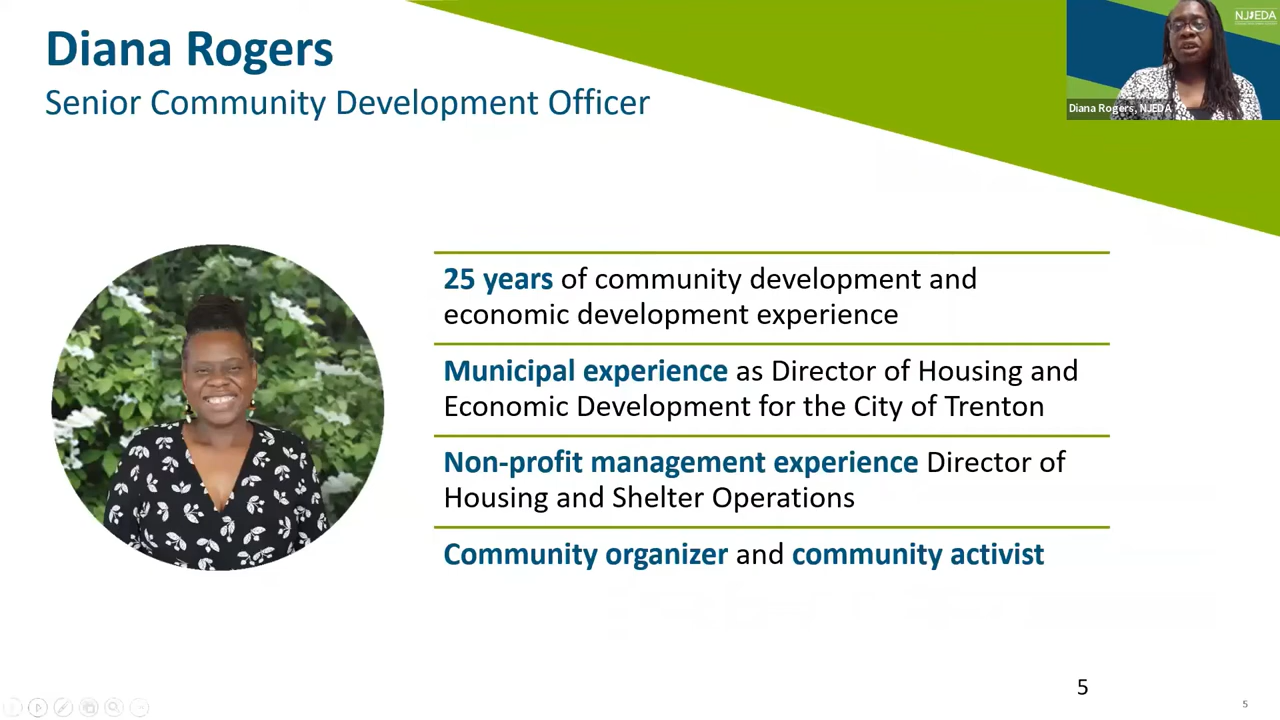 Diana Rogers
Senior Community Development Officer
NJEDA
Diana Rogers, NJEDA
25 years of community development and
economic development experience
Municipal experience as Director of Housing and
Economic Development for the City of Trenton
Non-profit management experience Director of
Housing and Shelter Operations
Community organizer and community activist
5
5